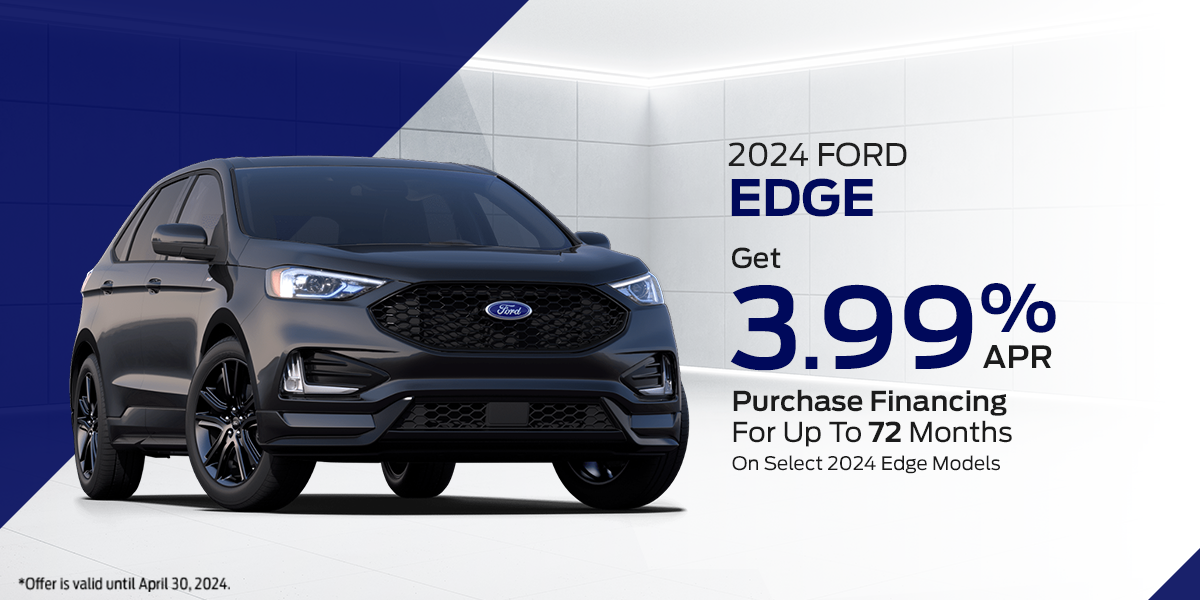 2024 FORD
EDGE
Get
3.99%
APR
Purchase Financing
For Up To 72 Months
On Select 2024 Edge Models
Ford
*Offer is valid until April 30, 2024.